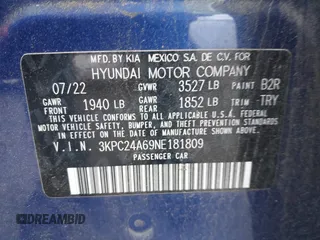 MFD. BY KIA MEXICO S.A. DE C.V. FOR
HYUNDAI MOTOR COMPANY
07/22 GVWR 3527 LB PAINT B2R
GAWR FRT 1940 LB GAWR REAR 1852 LB TRIM TRY
THIS VEHICLE CONFORMS TO ALL APPLICABLE
FEDERAL MOTOR VEHICLE SAFETY, BUMPER, AND
THEFT PREVENTION STANDARDS IN EFFECT ON
THE DATE OF MANUFACTURE SHOWN ABOVE.
V.I.N. 3KPC24A69NE181809
PASSENGER CAR
DREAMBID